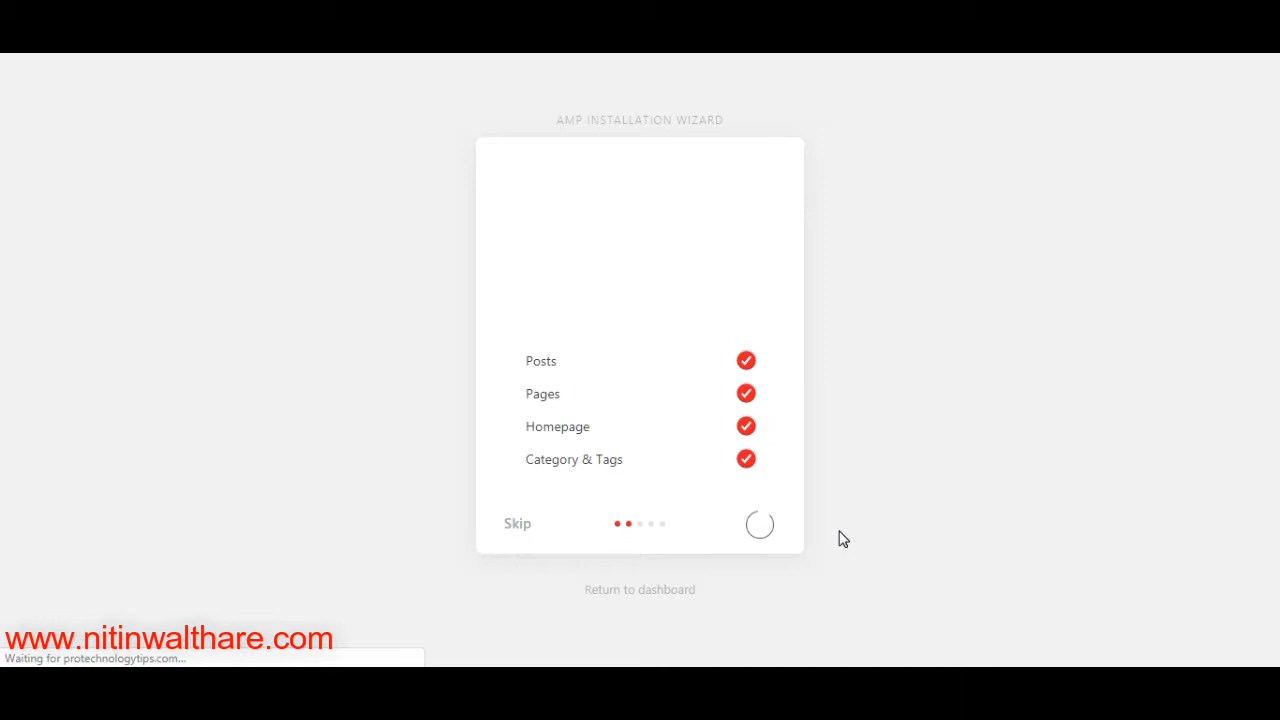 AMP INSTALLATION WIZARD
Posts
Pages
Homepage
Category & Tags
Skip
Return to dashboard
www.nitinwalthare.com
Waiting for protechnologytips.com...